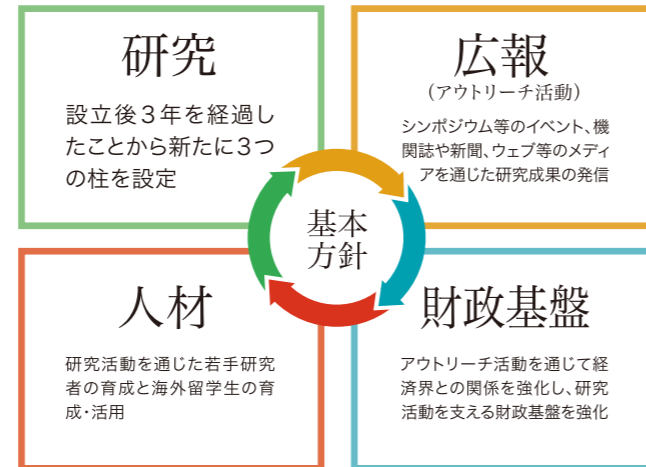 研究
設立後3年を経過し
たことから新たに3つ
の柱を設定
広報
(アウトリーチ活動)
シンポジウム等のイベント、機
関誌や新聞、ウェブ等のメディ
アを通じた研究成果の発信
基本
方針
人材
研究活動を通じた若手研究
者の育成と海外留学生の育
成・活用
財政基盤
アウトリーチ活動を通じて経
済界との関係を強化し、研究
活動を支える財政基盤を強化